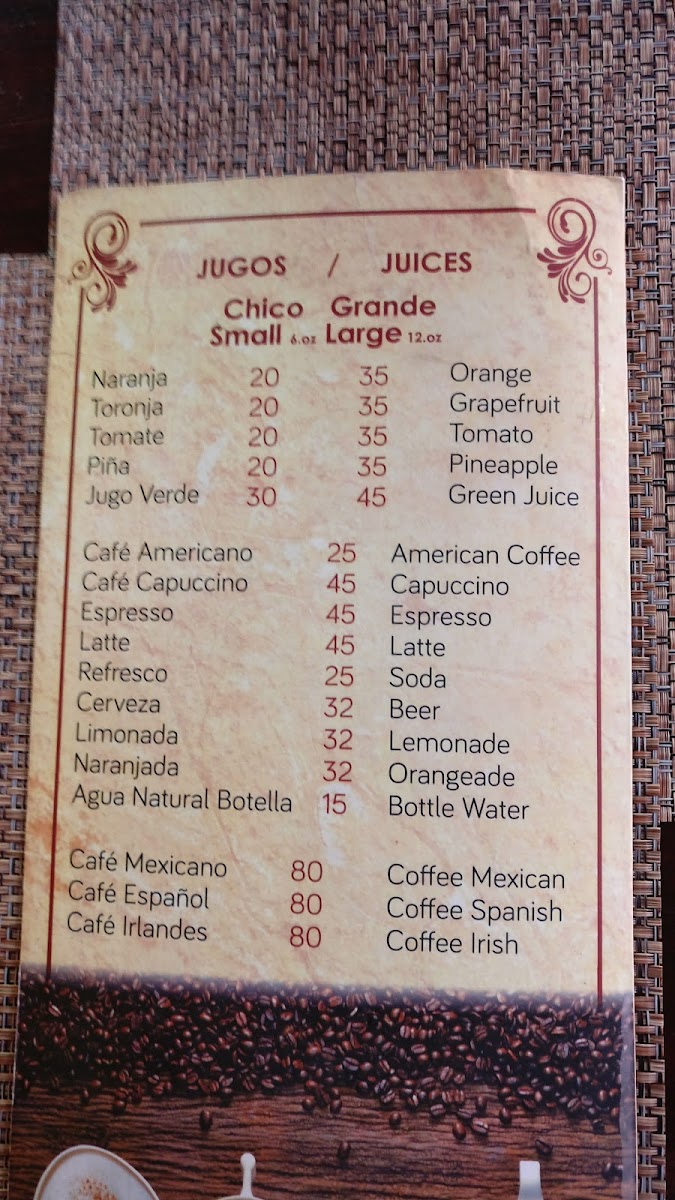 JUGOS / JUICES
Chico Grande
Small 6.oz Large 12.oz
Naranja 20 35 Orange
Toronja 20 35 Grapefruit
Tomate 20 35 Tomato
Piña 20 35 Pineapple
Jugo Verde 30 45 Green Juice
Café Americano 25 American Coffee
Café Capuccino 45 Capuccino
Espresso 45 Espresso
Latte 45 Latte
Refresco 25 Soda
Cerveza 32 Beer
Limonada 32 Lemonade
Naranjada 32 Orangeade
Agua Natural Botella 15 Bottle Water
Café Mexicano 80 Coffee Mexican
Café Español 80 Coffee Spanish
Café Irlandes 80 Coffee Irish